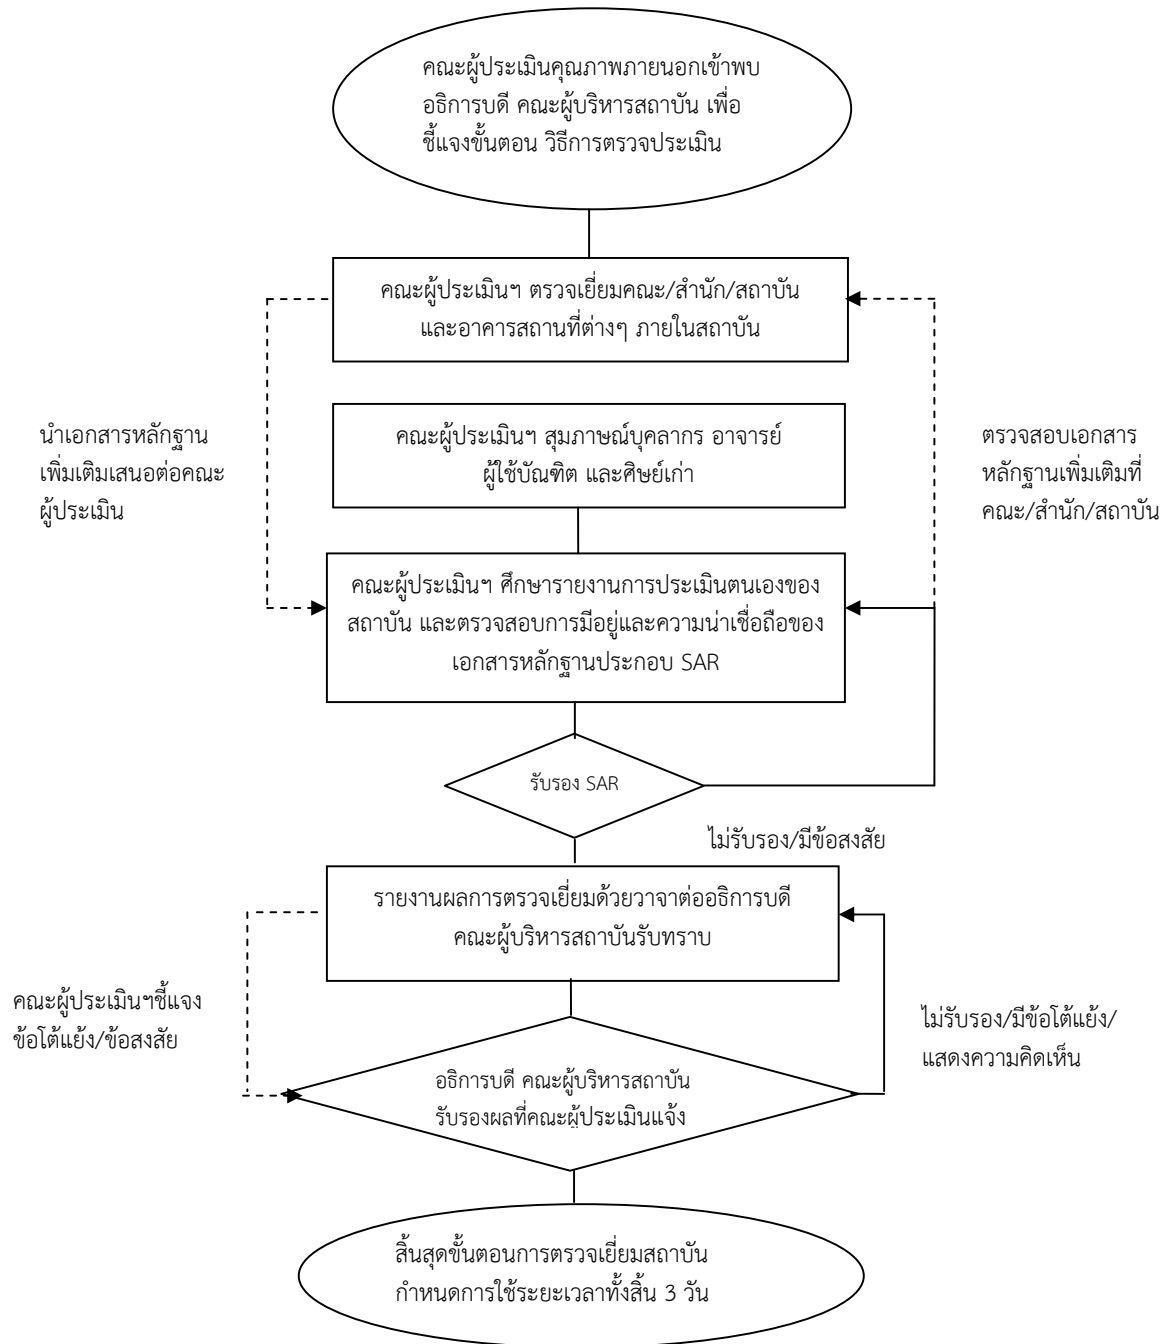 คณะผู้ประเมินคุณภาพภายนอกเข้าพบ
อธิการบดี คณะผู้บริหารสถาบัน เพื่อ
ชี้แจงขั้นตอน วิธีการตรวจประเมิน
คณะผู้ประเมินฯ ตรวจเยี่ยมคณะ/สำนัก/สถาบัน
และอาคารสถานที่ต่างๆ ภายในสถาบัน
นำเอกสารหลักฐาน
เพิ่มเติมเสนอต่อคณะ
ผู้ประเมิน
คณะผู้ประเมินฯ สุมภาษณ์บุคลากร อาจารย์
ผู้ใช้บัณฑิต และศิษย์เก่า
ตรวจสอบเอกสาร
หลักฐานเพิ่มเติมที่
คณะ/สำนัก/สถาบัน
คณะผู้ประเมินฯ ศึกษารายงานการประเมินตนเองของ
สถาบัน และตรวจสอบการมีอยู่และความน่าเชื่อถือของ
เอกสารหลักฐานประกอบ SAR
รับรอง SAR
ไม่รับรอง/มีข้อสงสัย
รายงานผลการตรวจเยี่ยมด้วยวาจาต่ออธิการบดี
คณะผู้บริหารสถาบันรับทราบ
คณะผู้ประเมินฯชี้แจง
ข้อโต้แย้ง/ข้อสงสัย
ไม่รับรอง/มีข้อโต้แย้ง/
แสดงความคิดเห็น
อธิการบดี คณะผู้บริหารสถาบัน
รับรองผลที่คณะผู้ประเมินแจ้ง
สิ้นสุดขั้นตอนการตรวจเยี่ยมสถาบัน
กำหนดการใช้ระยะเวลาทั้งสิ้น 3 วัน